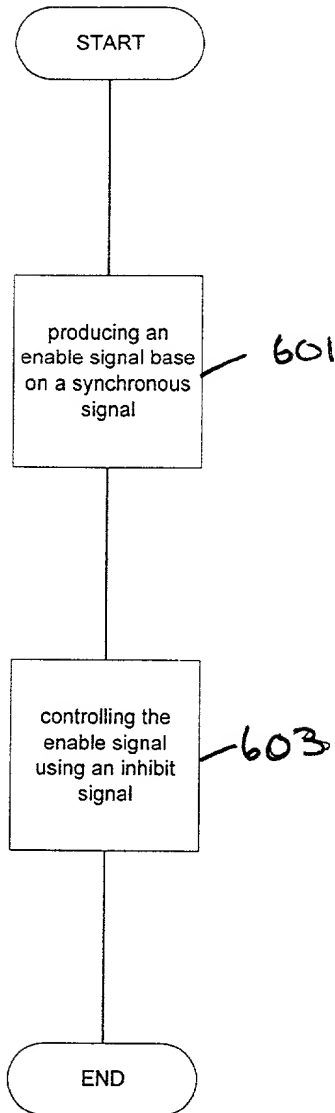 START
producing an
enable signal base
on a synchronous
signal
601
controlling the
enable signal
using an inhibit
signal
603
END